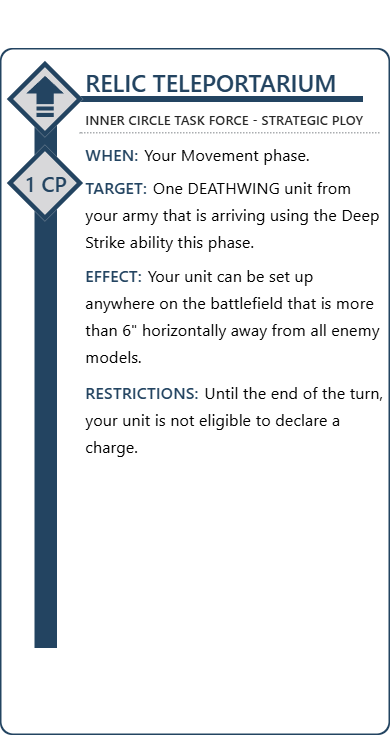 RELIC TELEPORTARIUM
INNER CIRCLE TASK FORCE - STRATEGIC PLOY
1 CP
WHEN: Your Movement phase.
TARGET: One DEATHWING unit from
your army that is arriving using the Deep
Strike ability this phase.
EFFECT: Your unit can be set up
anywhere on the battlefield that is more
than 6" horizontally away from all enemy
models.
RESTRICTIONS: Until the end of the turn,
your unit is not eligible to declare a
charge.